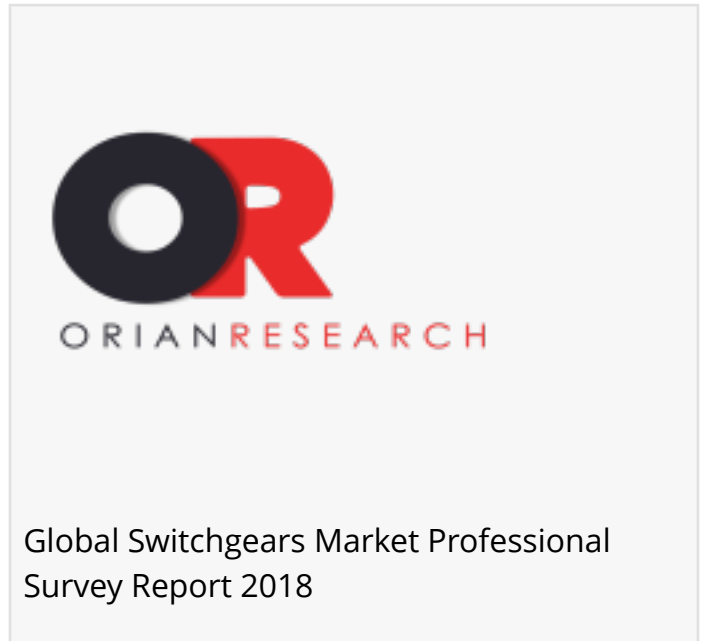 OR
ORIANRESEARCH
Global Switchgears Market Professional
Survey Report 2018